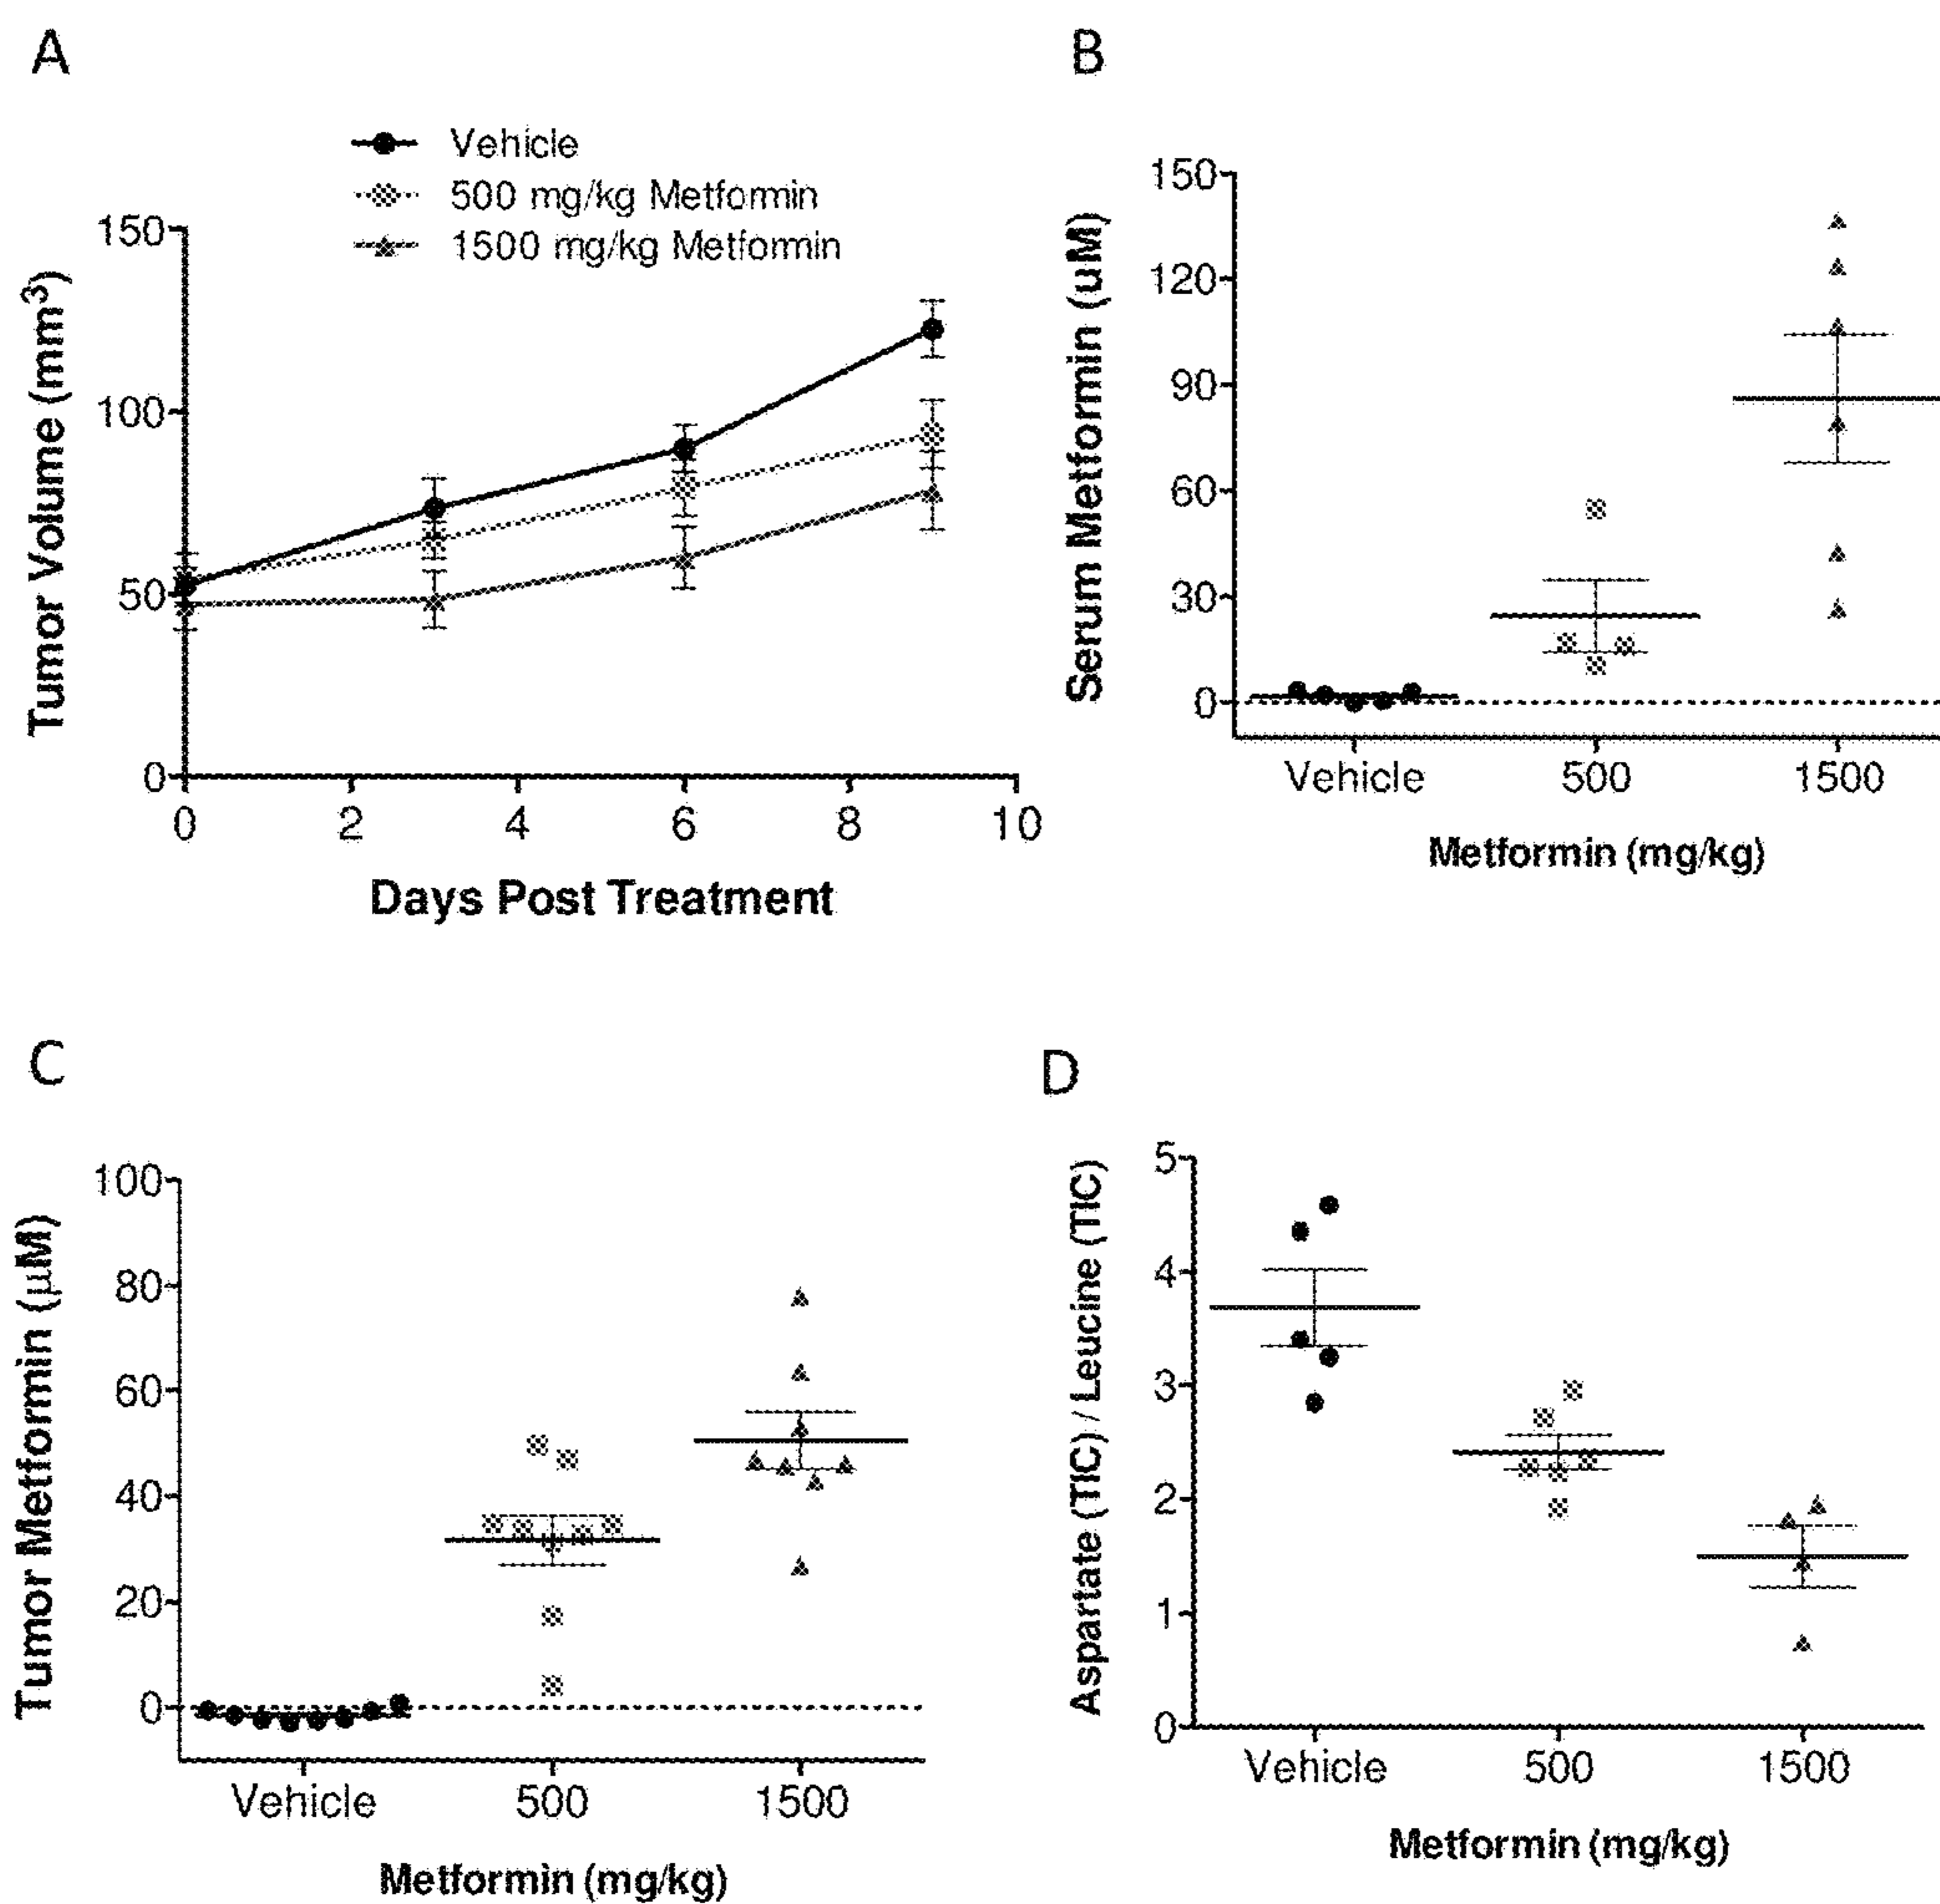 A
Vehicle
500 mg/kg Metformin
1500 mg/kg Metformin
150
100
50
0
Tumor Volume (mm³)
0 2 4 6 8 10
Days Post Treatment
B
150
120
90
60
30
0
Serum Metformin (uM)
Vehicle 500 1500
Metformin (mg/kg)
C
100
80
60
40
20
0
Tumor Metformin (μM)
Vehicle 500 1500
Metformin (mg/kg)
D
5
4
3
2
1
0
Aspartate (TIC) / Leucine (TIC)
Vehicle 500 1500
Metformin (mg/kg)